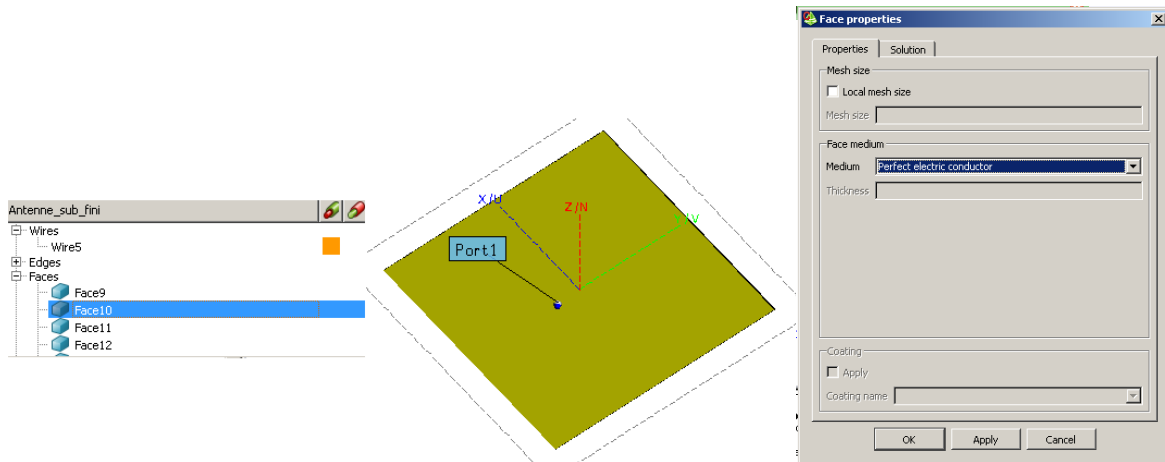 Antenne_sub_fini
Wires
Wire5
Edges
Faces
Face9
Face10
Face11
Face12
X/U
Z/N
Port1
Face properties
Properties
Solution
Mesh size
Local mesh size
Mesh size
Face medium
Medium
Perfect electric conductor
Thickness
Coating
Apply
Coating name
OK
Apply
Cancel